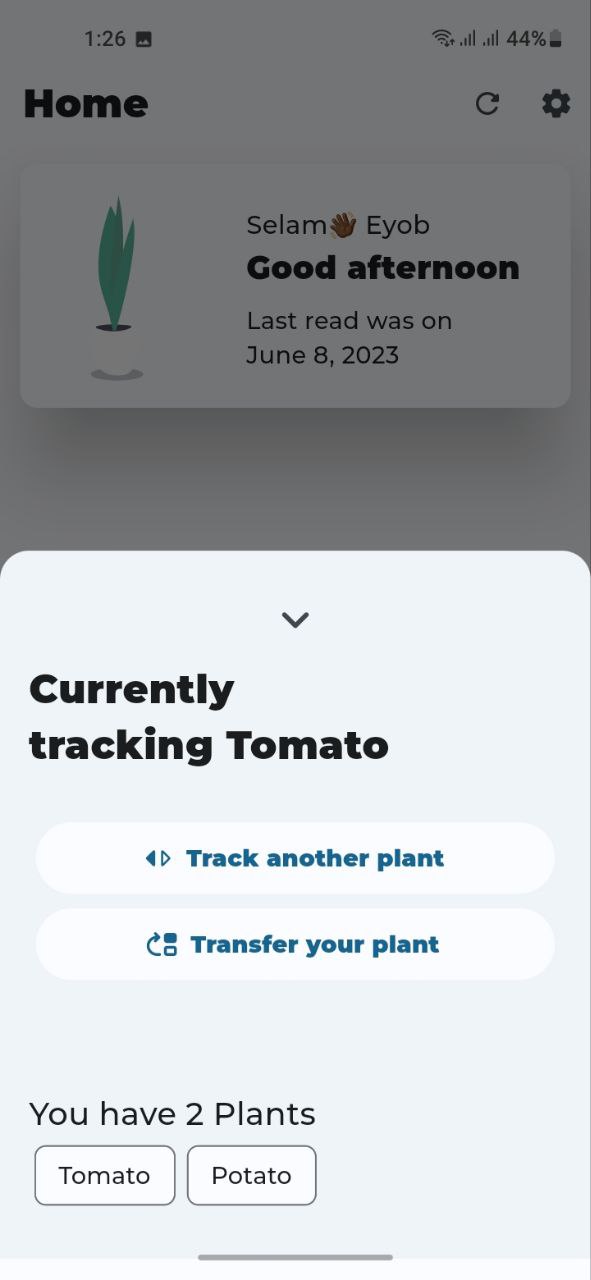 1:26
44%
Home
Selam👋🏾 Eyob
Good afternoon
Last read was on
June 8, 2023
Currently
tracking Tomato
Track another plant
Transfer your plant
You have 2 Plants
Tomato Potato